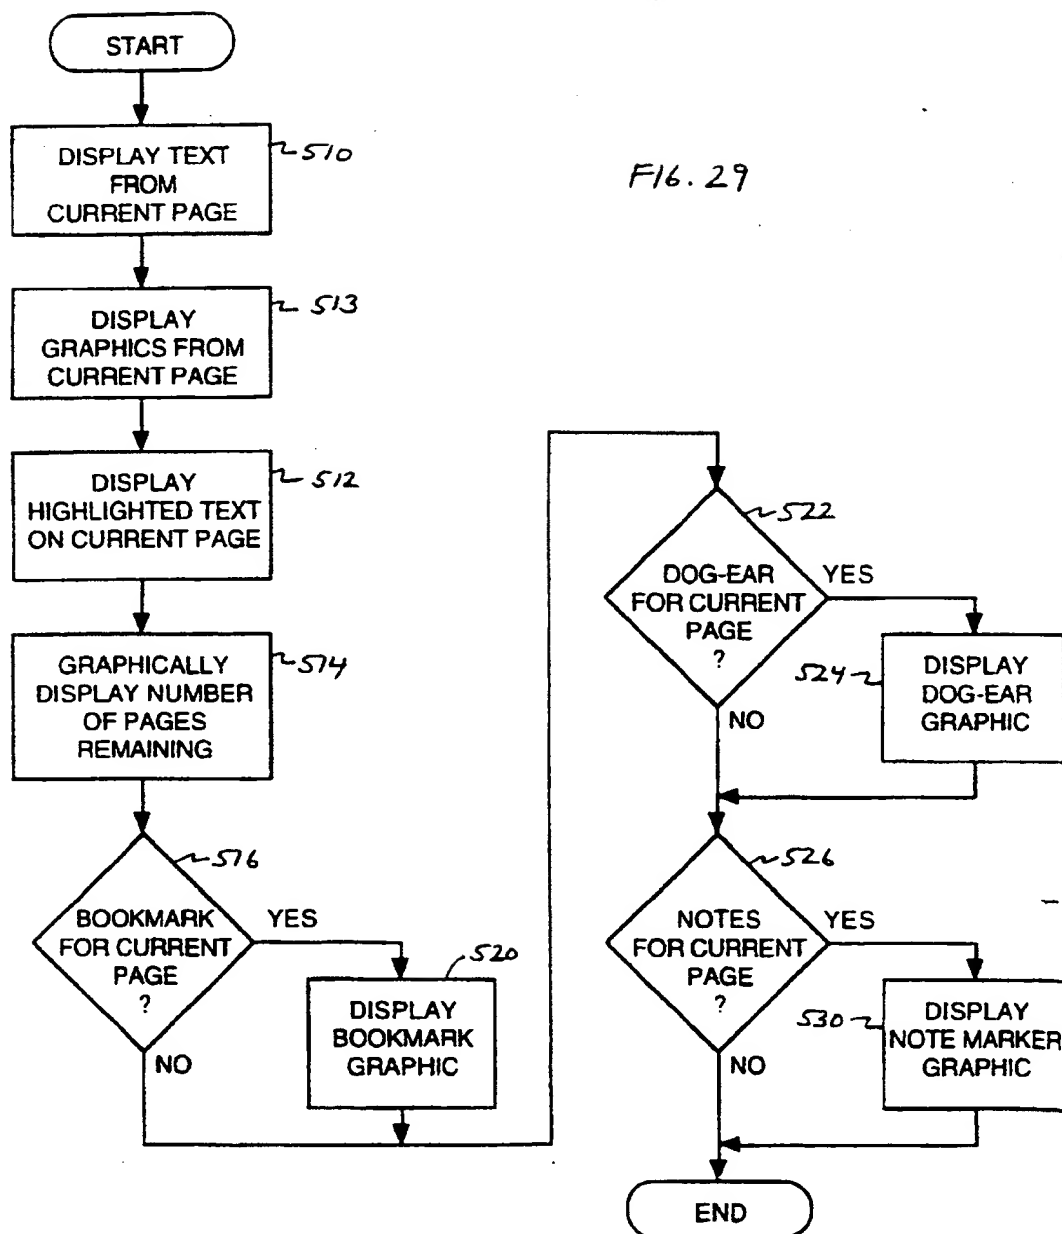 START
DISPLAY TEXT
FROM
CURRENT PAGE
510
FIG. 29
DISPLAY
GRAPHICS FROM
CURRENT PAGE
513
DISPLAY
HIGHLIGHTED TEXT
ON CURRENT PAGE
512
GRAPHICALLY
DISPLAY NUMBER
OF PAGES
REMAINING
514
BOOKMARK
FOR CURRENT
PAGE
?
516
YES
NO
DISPLAY
BOOKMARK
GRAPHIC
520
DOG-EAR
FOR CURRENT
PAGE
?
522
YES
NO
DISPLAY
DOG-EAR
GRAPHIC
524
NOTES
FOR CURRENT
PAGE
?
526
YES
NO
DISPLAY
NOTE MARKER
GRAPHIC
530
END